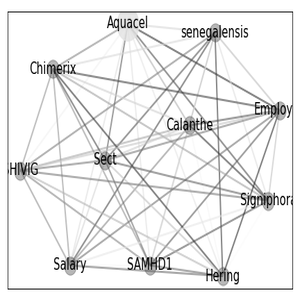 Aquacel
senegalensis
Chimerix
Employ
Calanthe
Sect
HIVIG
Signiphora
Salary
SAMHD1
Hering